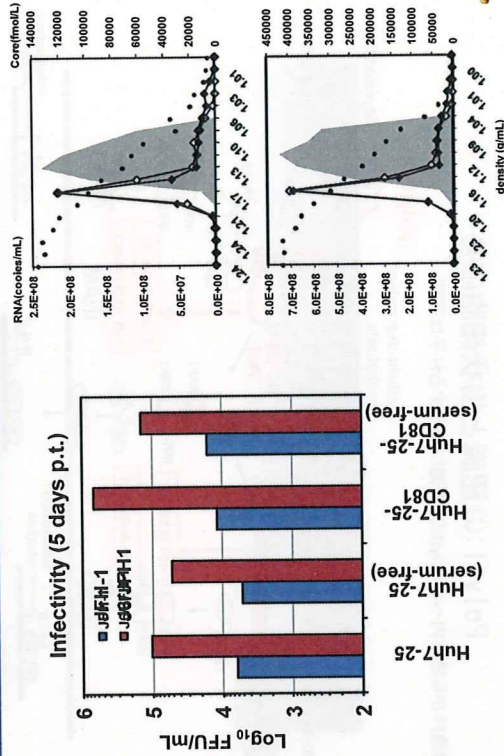 Infectivity (5 days p.t.)
Log10 FFU/mL
6
5
4
3
2
Huh7-25
Huh7-25
(serum-free)
Huh7-25-
CD81
Huh7-25-
CD81
(serum-free)
RNA(copies/mL)
Core(fmol/L)
2.5E+08
2.0E+08
1.5E+08
1.0E+08
5.0E+07
0.0E+00
140000
120000
100000
80000
60000
40000
20000
0
1.24
1.24
1.21
1.17
1.13
1.10
1.06
1.03
1.01
8.0E+08
7.0E+08
6.0E+08
5.0E+08
4.0E+08
3.0E+08
2.0E+08
1.0E+08
0.0E+00
450000
400000
350000
300000
250000
200000
150000
100000
50000
0
1.23
1.23
1.20
1.16
1.12
1.09
1.04
1.01
1.00
density (g/mL)